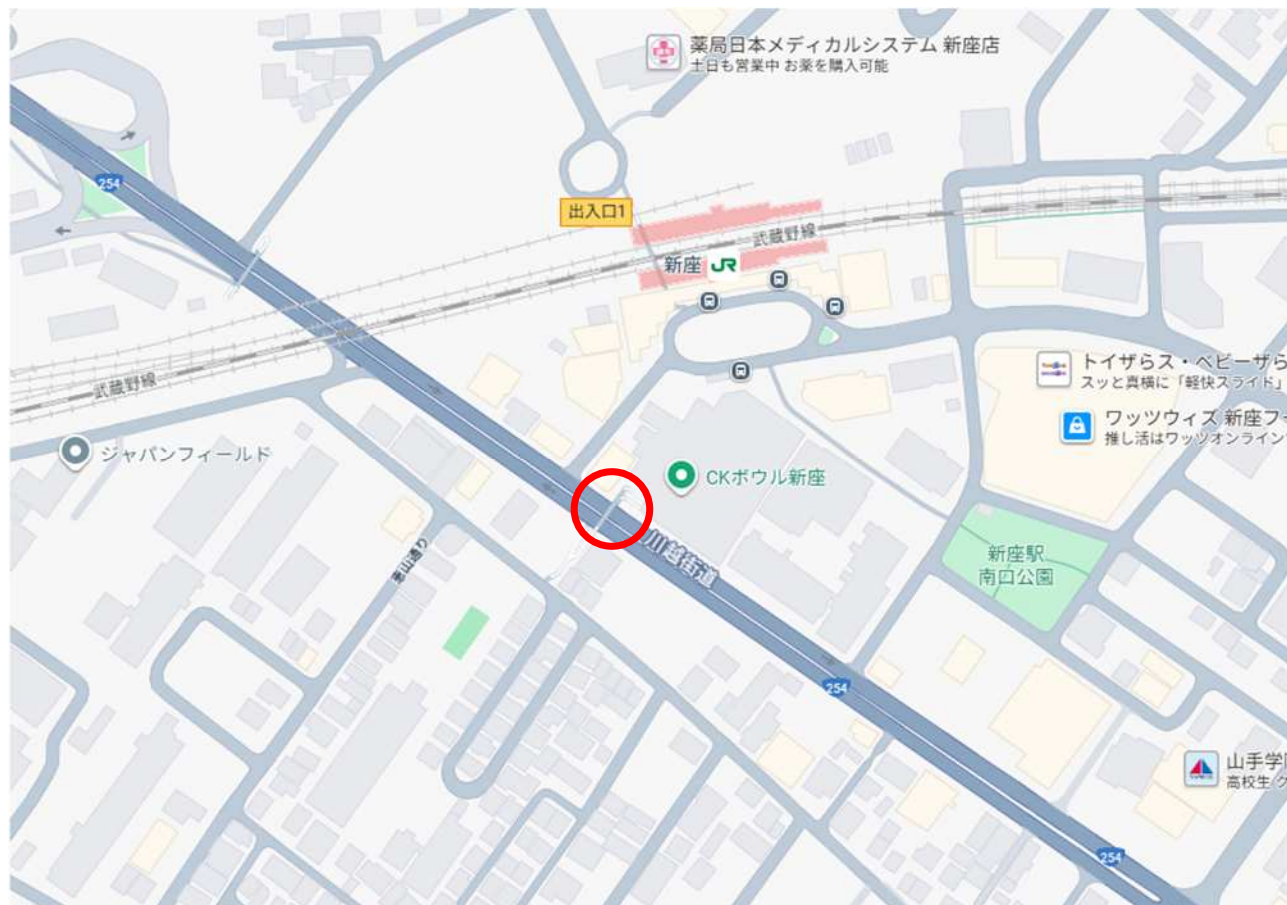 薬局日本メディカルシステム 新座店
土日も営業中 お薬を購入可能
254
出入口1
武蔵野線
新座 JR
トイザらス・ベビーザら
スッと真横に「軽快スライド」
武蔵野線
ワッツウィズ 新座フォ
推し活はワッツオンライン
ジャパンフィールド
CKボウル新座
川越街道
新座駅
南口公園
254
山手学
高校生 ク
254